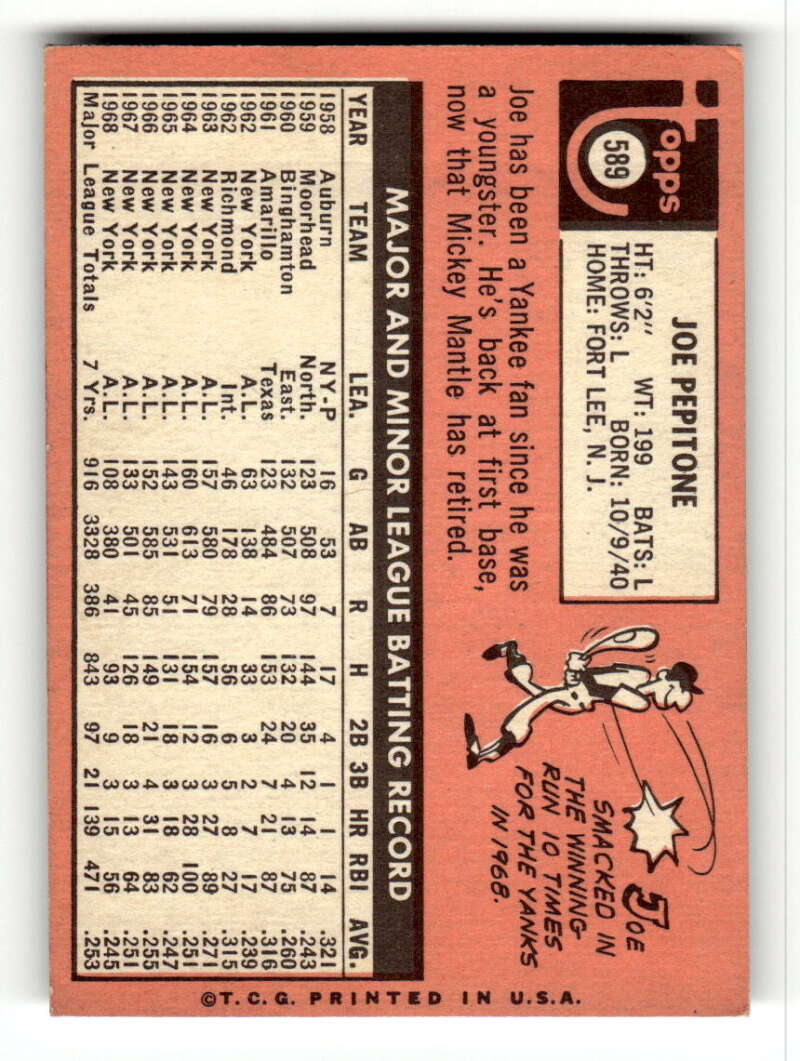 Topps
589
JOE PEPITONE
HT: 6'2" WT: 199 BATS: L
THROWS: L BORN: 10/9/40
HOME: FORT LEE, N. J.
Joe has been a Yankee fan since he was
a youngster. He's back at first base,
now that Mickey Mantle has retired.
JOE
SMACKED IN
THE WINNING
RUN 10 TIMES
FOR THE YANKS
IN 1968.
MAJOR AND MINOR LEAGUE BATTING RECORD
YEAR TEAM LEA. G AB R H 2B 3B HR RBI AVG.
1958 Auburn NY-P 16 53 7 17 4 1 1 14 .321
1959 Moorhead North. 123 508 97 144 35 12 14 87 .243
1960 Binghamton East. 132 507 73 132 20 4 13 75 .260
1961 Amarillo Texas 123 484 86 153 24 7 21 87 .316
1962 New York A.L. 63 138 14 33 3 2 7 17 .239
1962 Richmond Int. 46 178 28 56 6 5 8 27 .315
1963 New York A.L. 157 580 79 157 16 3 27 89 .271
1964 New York A.L. 160 613 71 154 12 3 28 100 .251
1965 New York A.L. 143 531 51 131 18 3 18 62 .247
1966 New York A.L. 152 585 85 149 21 4 31 83 .255
1967 New York A.L. 133 501 45 126 18 3 13 64 .251
1968 New York A.L. 108 380 41 93 9 3 15 56 .245
Major League Totals 7 Yrs. 916 3328 386 843 97 21 139 471 .253
©T.C.G. PRINTED IN U.S.A.